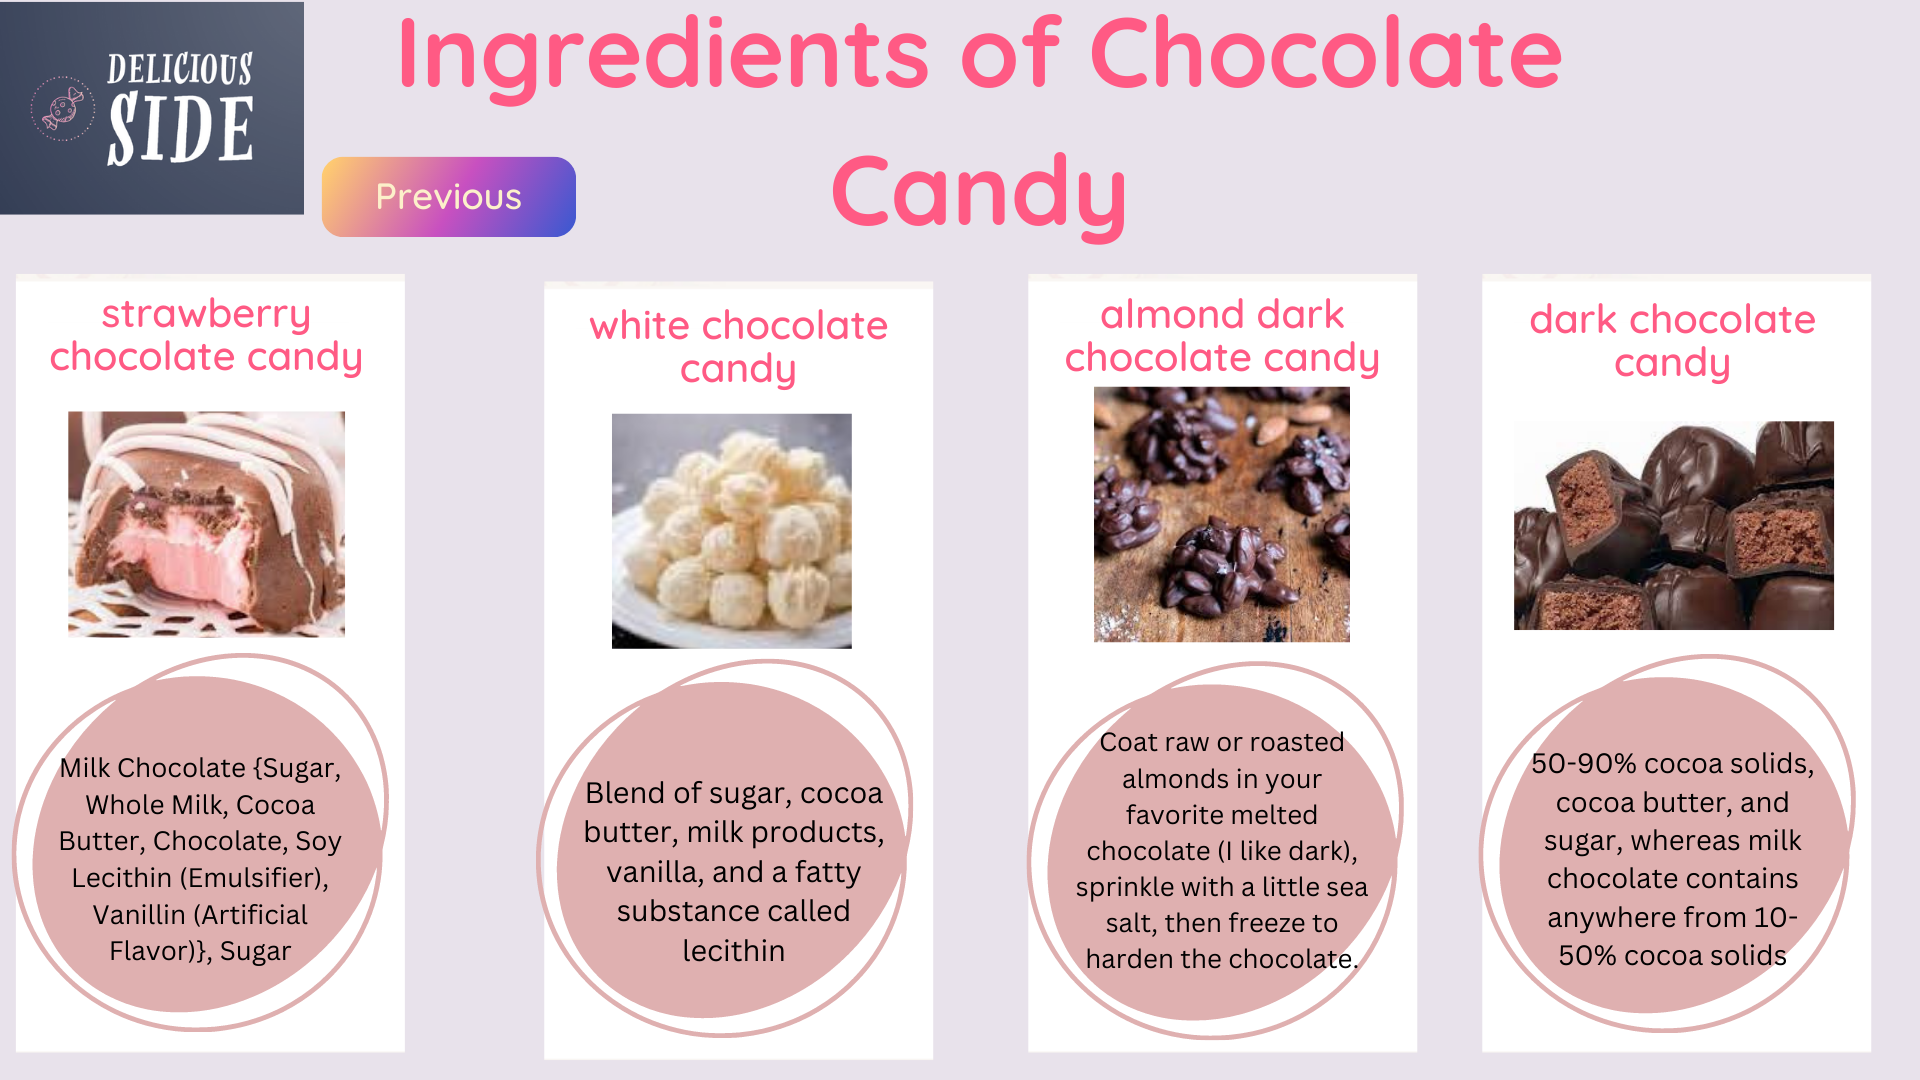 DELICIOUS
SIDE
Ingredients of Chocolate
Candy
Previous
strawberry
chocolate candy
Milk Chocolate {Sugar,
Whole Milk, Cocoa
Butter, Chocolate, Soy
Lecithin (Emulsifier),
Vanillin (Artificial
Flavor)}, Sugar
white chocolate
candy
Blend of sugar, cocoa
butter, milk products,
vanilla, and a fatty
substance called
lecithin
almond dark
chocolate candy
Coat raw or roasted
almonds in your
favorite melted
chocolate (I like dark),
sprinkle with a little sea
salt, then freeze to
harden the chocolate.
dark chocolate
candy
50-90% cocoa solids,
cocoa butter, and
sugar, whereas milk
chocolate contains
anywhere from 10-
50% cocoa solids